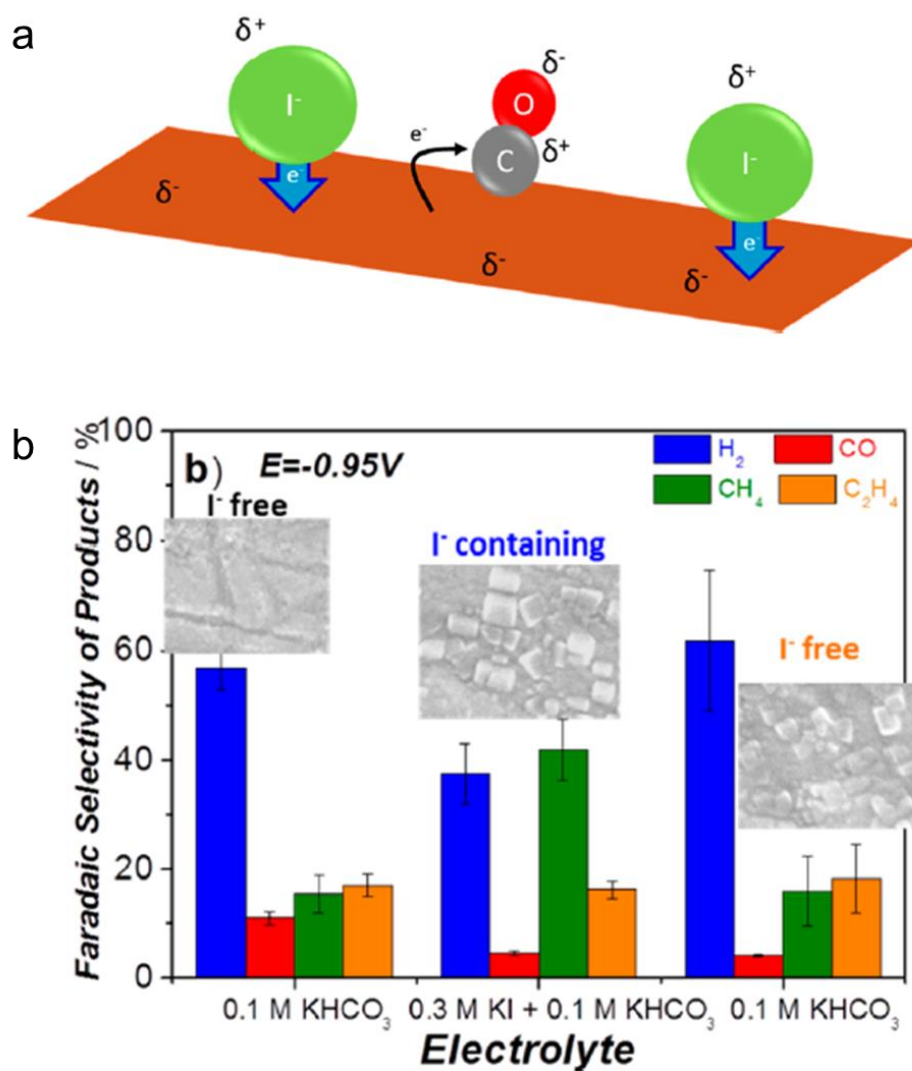 a
δ⁺
I⁻
e⁻
δ⁻
e⁻
δ⁻
O
C
δ⁺
δ⁻
δ⁺
I⁻
e⁻
δ⁻
b
b) E=-0.95V
H₂ CO
CH₄ C₂H₄
I⁻ free
I⁻ containing
I⁻ free
Faradaic Selectivity of Products / %
100
80
60
40
20
0
0.1 M KHCO₃ 0.3 M KI + 0.1 M KHCO₃ 0.1 M KHCO₃
Electrolyte